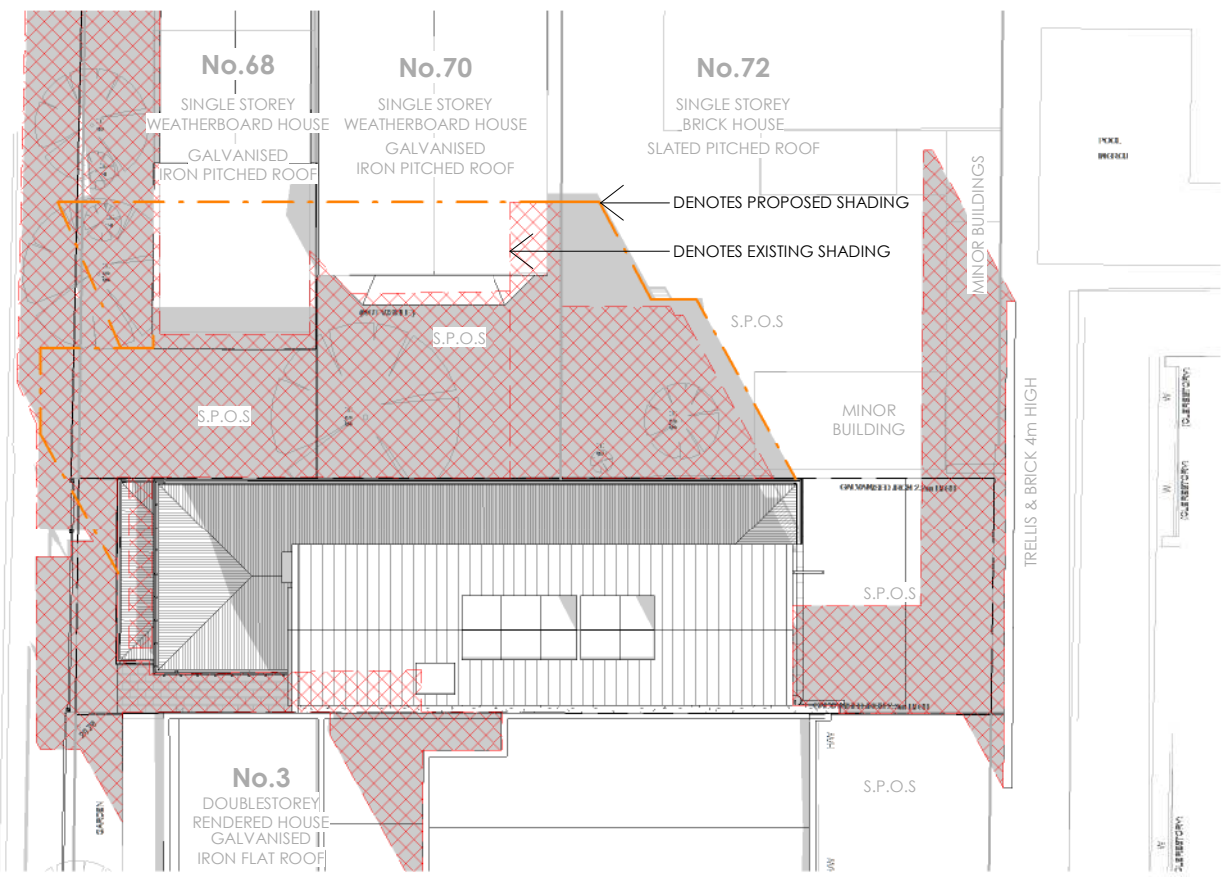 No.68
SINGLE STOREY
WEATHERBOARD HOUSE
GALVANISED
IRON PITCHED ROOF
No.70
SINGLE STOREY
WEATHERBOARD HOUSE
GALVANISED
IRON PITCHED ROOF
No.72
SINGLE STOREY
BRICK HOUSE
SLATED PITCHED ROOF
POOL
DENOTES PROPOSED SHADING
DENOTES EXISTING SHADING
MINOR BUILDINGS
S.P.O.S
S.P.O.S
S.P.O.S
MINOR
BUILDING
TRELLIS & BRICK 4m HIGH
W
W
S.P.O.S
No.3
DOUBLESTOREY
RENDERED HOUSE
GALVANISED
IRON FLAT ROOF
GARDEN
H/W
H/W
S.P.O.S
W